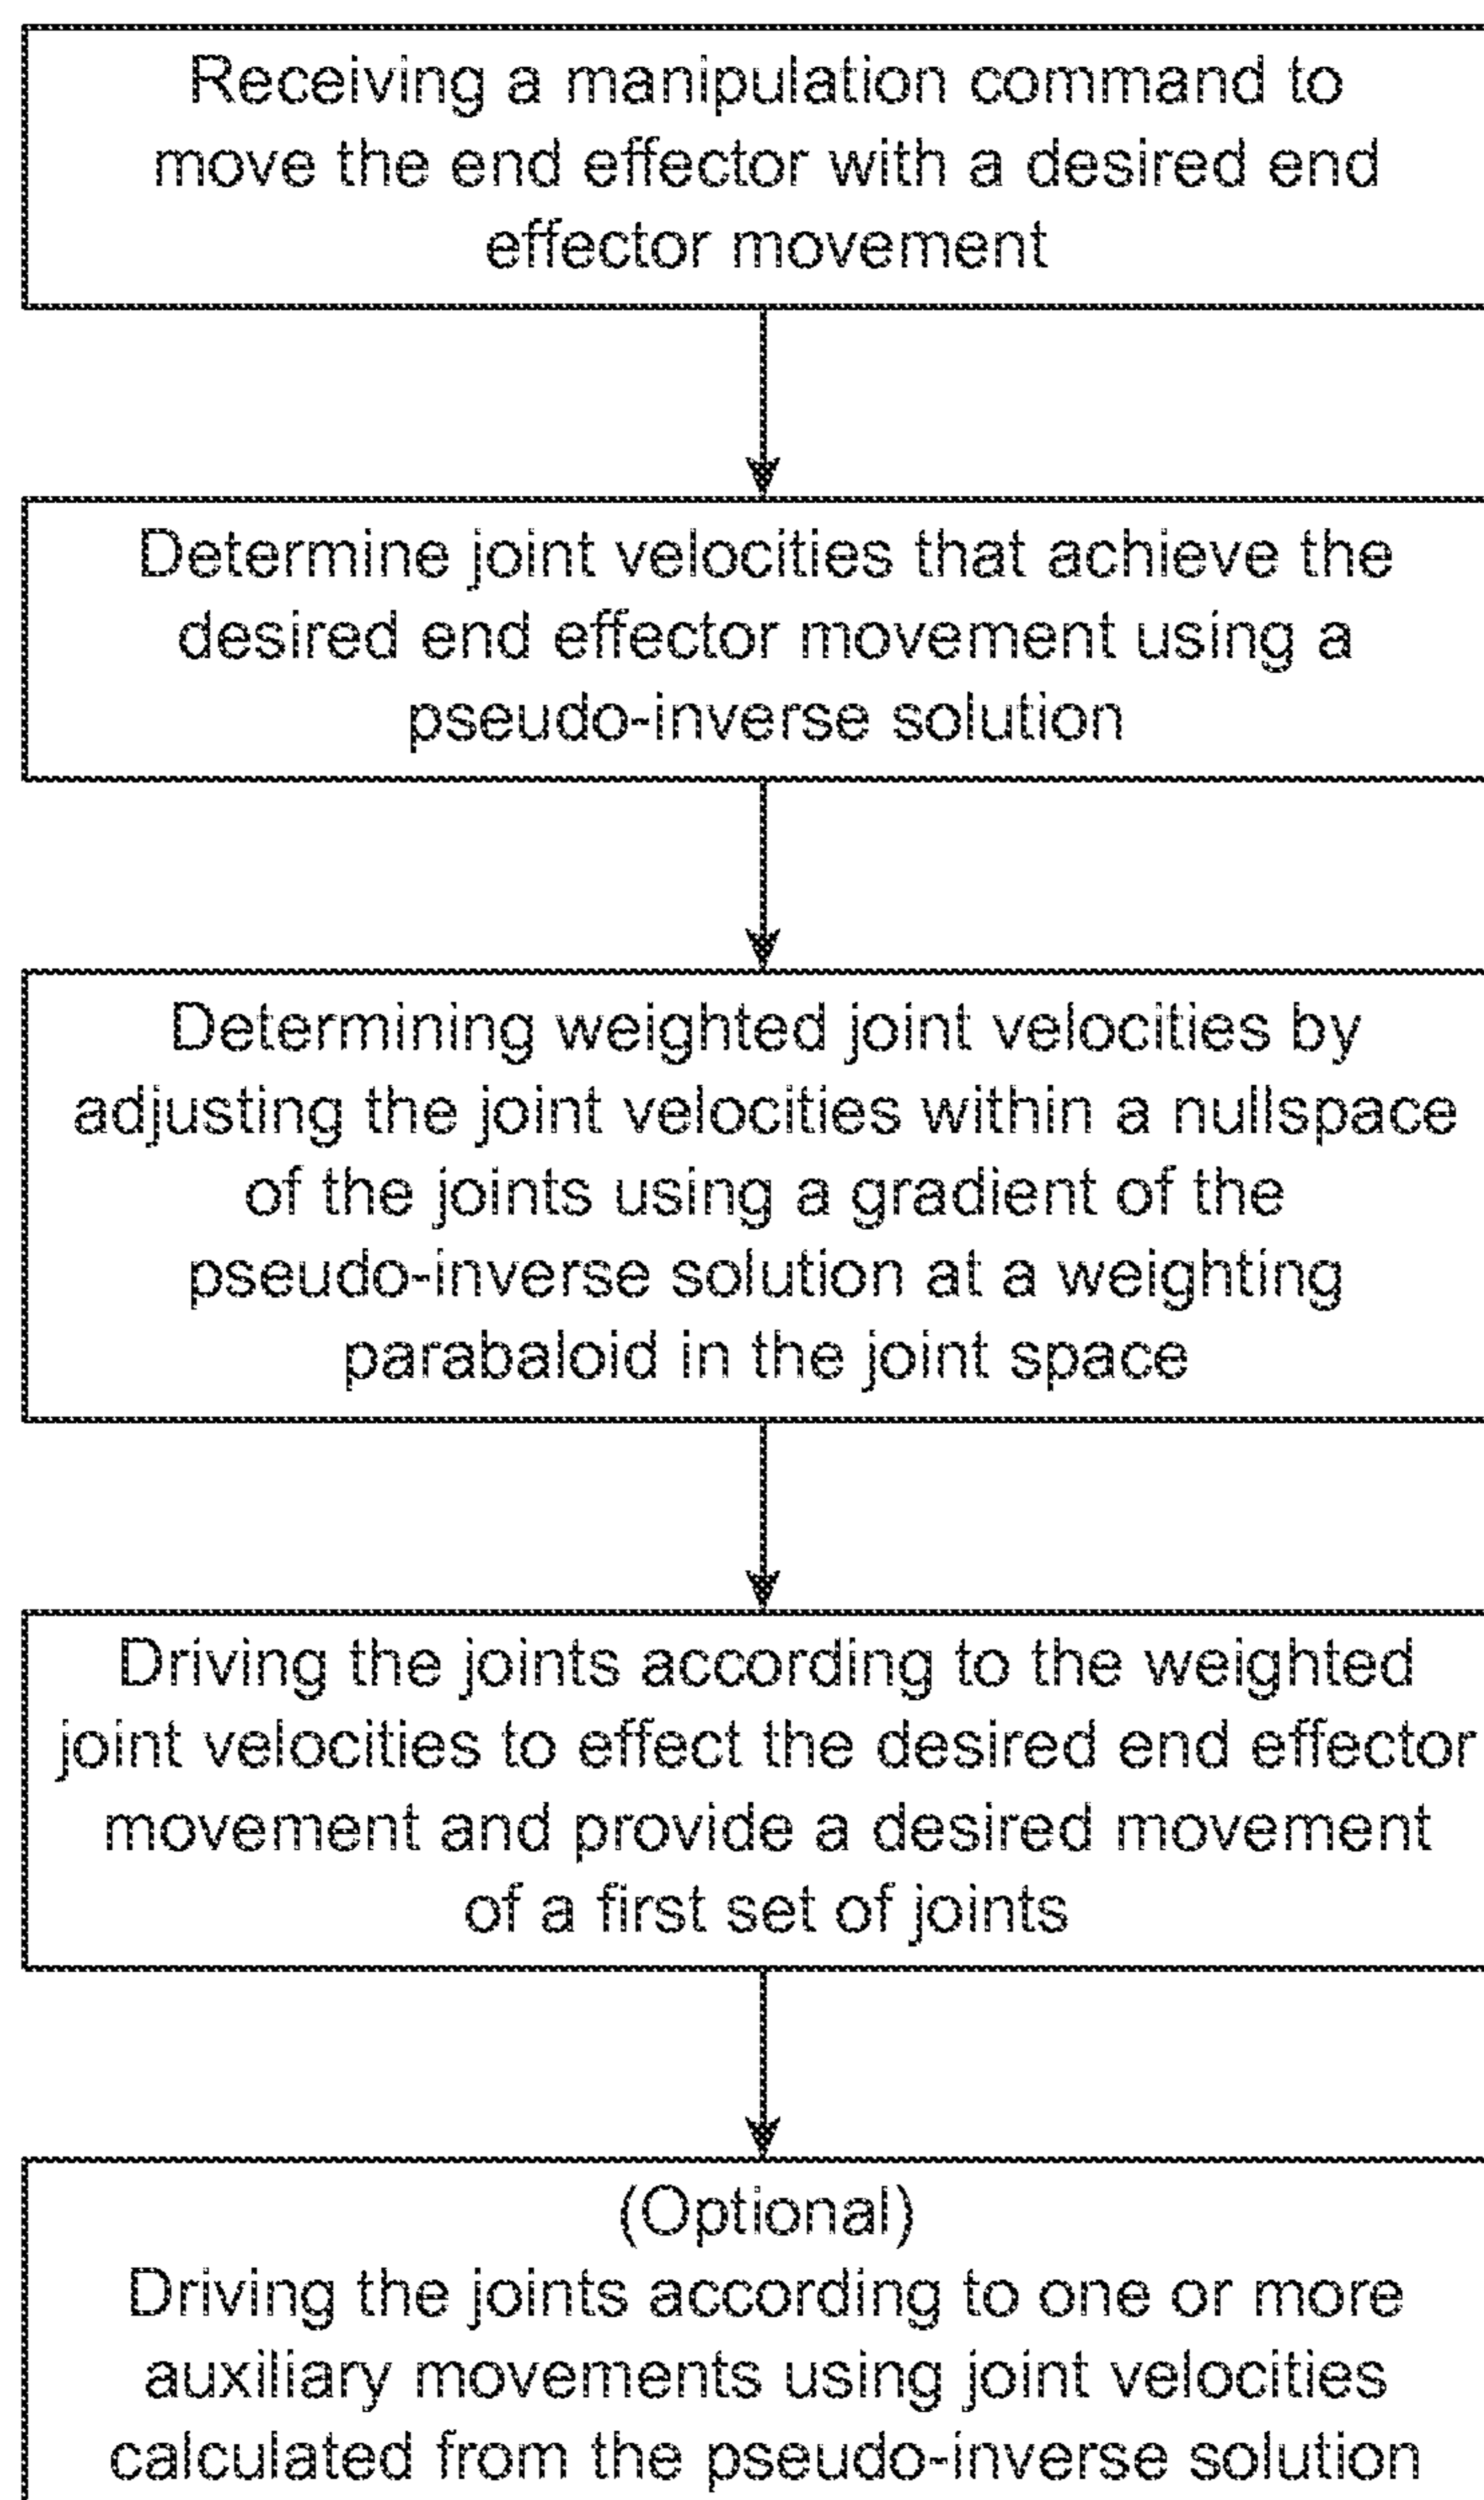 Receiving a manipulation command to
move the end effector with a desired end
effector movement
Determine joint velocities that achieve the
desired end effector movement using a
pseudo-inverse solution
Determining weighted joint velocities by
adjusting the joint velocities within a nullspace
of the joints using a gradient of the
pseudo-inverse solution at a weighting
parabaloid in the joint space
Driving the joints according to the weighted
joint velocities to effect the desired end effector
movement and provide a desired movement
of a first set of joints
(Optional)
Driving the joints according to one or more
auxiliary movements using joint velocities
calculated from the pseudo-inverse solution